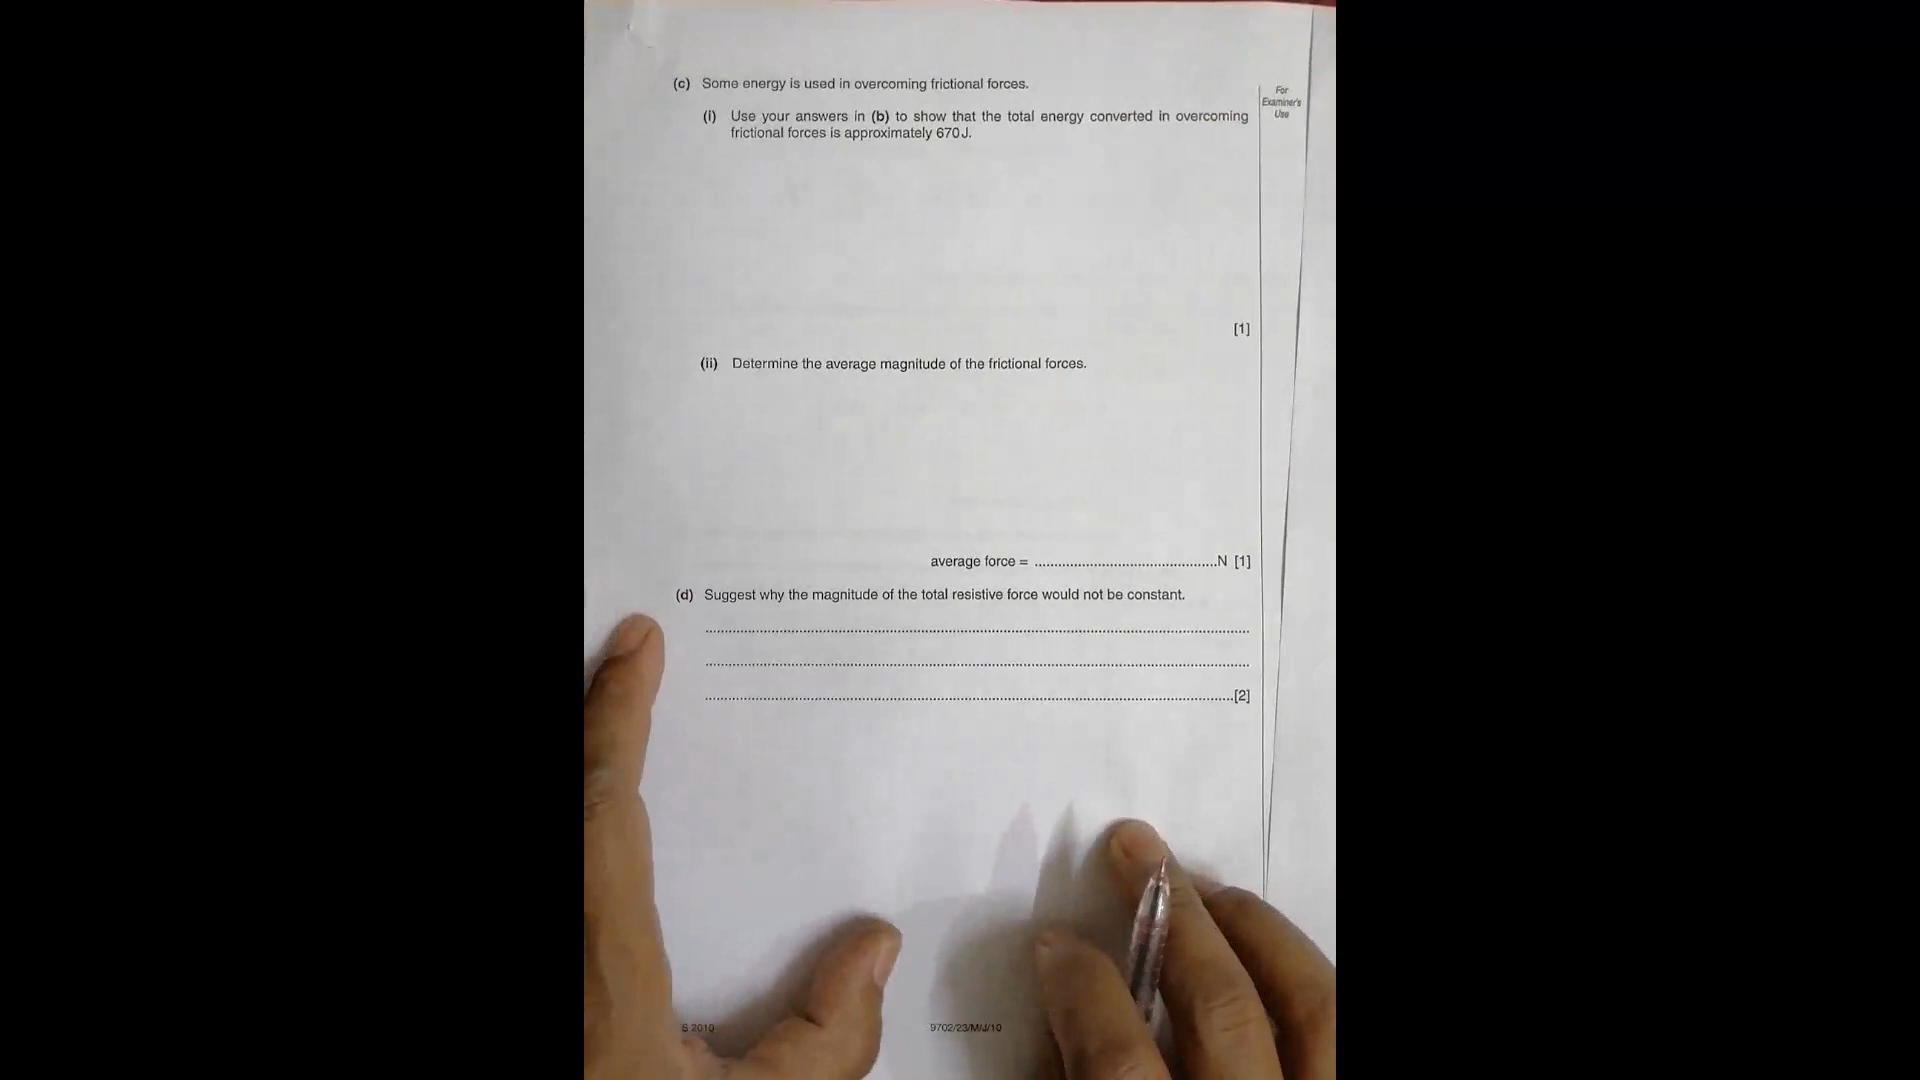 (c) Some energy is used in overcoming frictional forces.
For
Examiner's
Use
(i) Use your answers in (b) to show that the total energy converted in overcoming
frictional forces is approximately 670J.
[1]
(ii) Determine the average magnitude of the frictional forces.
average force = ..............................................N [1]
(d) Suggest why the magnitude of the total resistive force would not be constant.
..........................................................................................................................................
..........................................................................................................................................
......................................................................................................................................[2]
S 2010
9702/23/M/J/10